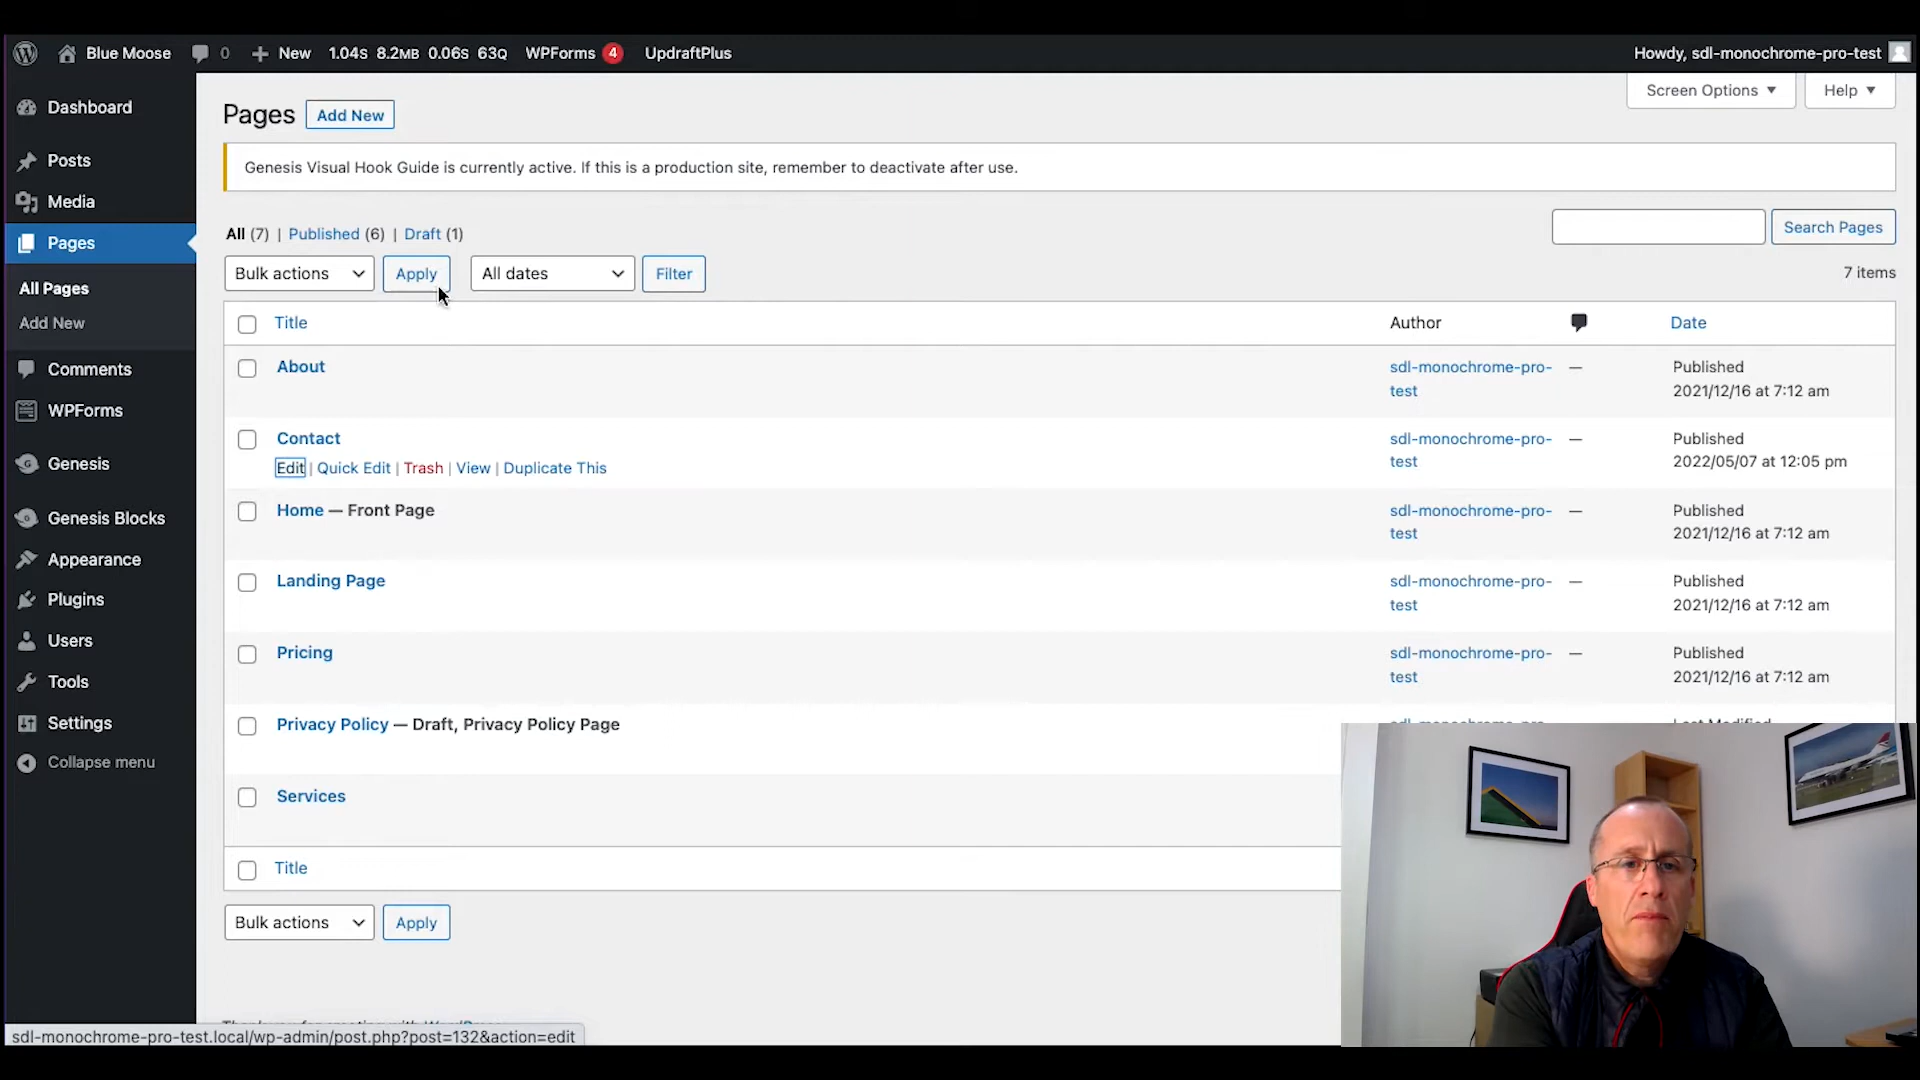 Blue Moose 0 New 1.04S 8.2MB 0.06S 63Q WPForms 4 UpdraftPlus Howdy, sdl-monochrome-pro-test
Screen Options Help
Dashboard
Posts
Media
Pages
All Pages
Add New
Comments
WPForms
Genesis
Genesis Blocks
Appearance
Plugins
Users
Tools
Settings
Collapse menu
Pages Add New
Genesis Visual Hook Guide is currently active. If this is a production site, remember to deactivate after use.
All (7) | Published (6) | Draft (1)
Search Pages
Bulk actions Apply All dates Filter 7 items
Title Author Date
About sdl-monochrome-pro- — Published
test 2021/12/16 at 7:12 am
Contact sdl-monochrome-pro- — Published
Edit | Quick Edit | Trash | View | Duplicate This test 2022/05/07 at 12:05 pm
Home — Front Page sdl-monochrome-pro- — Published
test 2021/12/16 at 7:12 am
Landing Page sdl-monochrome-pro- — Published
test 2021/12/16 at 7:12 am
Pricing sdl-monochrome-pro- — Published
test 2021/12/16 at 7:12 am
Privacy Policy — Draft, Privacy Policy Page
Services
Title
Bulk actions Apply
sdl-monochrome-pro-test.local/wp-admin/post.php?post=132&action=edit